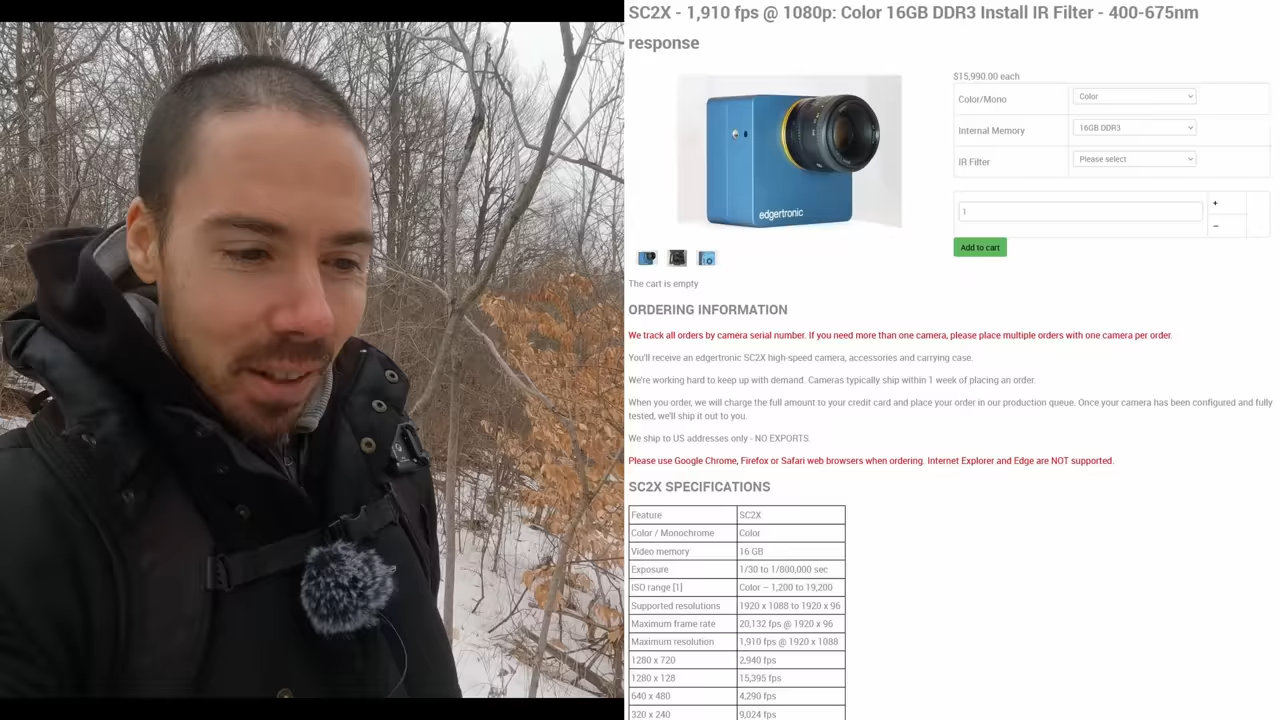 SC2X - 1,910 fps @ 1080p: Color 16GB DDR3 Install IR Filter - 400-675nm
response
$15,990.00 each
Color/Mono
Color
Internal Memory
16GB DDR3
IR Filter
Please select
1
+
−
Add to cart
edgertronic
The cart is empty
ORDERING INFORMATION
We track all orders by camera serial number. If you need more than one camera, please place multiple orders with one camera per order.
You'll receive an edgertronic SC2X high-speed camera, accessories and carrying case.
We're working hard to keep up with demand. Cameras typically ship within 1 week of placing an order.
When you order, we will charge the full amount to your credit card and place your order in our production queue. Once your camera has been configured and fully
tested, we'll ship it out to you.
We ship to US addresses only - NO EXPORTS.
Please use Google Chrome, Firefox or Safari web browsers when ordering. Internet Explorer and Edge are NOT supported.
SC2X SPECIFICATIONS
Feature SC2X
Color / Monochrome Color
Video memory 16 GB
Exposure 1/30 to 1/800,000 sec
ISO range [1] Color – 1,200 to 19,200
Supported resolutions 1920 x 1088 to 1920 x 96
Maximum frame rate 20,132 fps @ 1920 x 96
Maximum resolution 1,910 fps @ 1920 x 1088
1280 x 720 2,940 fps
1280 x 128 15,395 fps
640 x 480 4,290 fps
320 x 240 9,024 fps